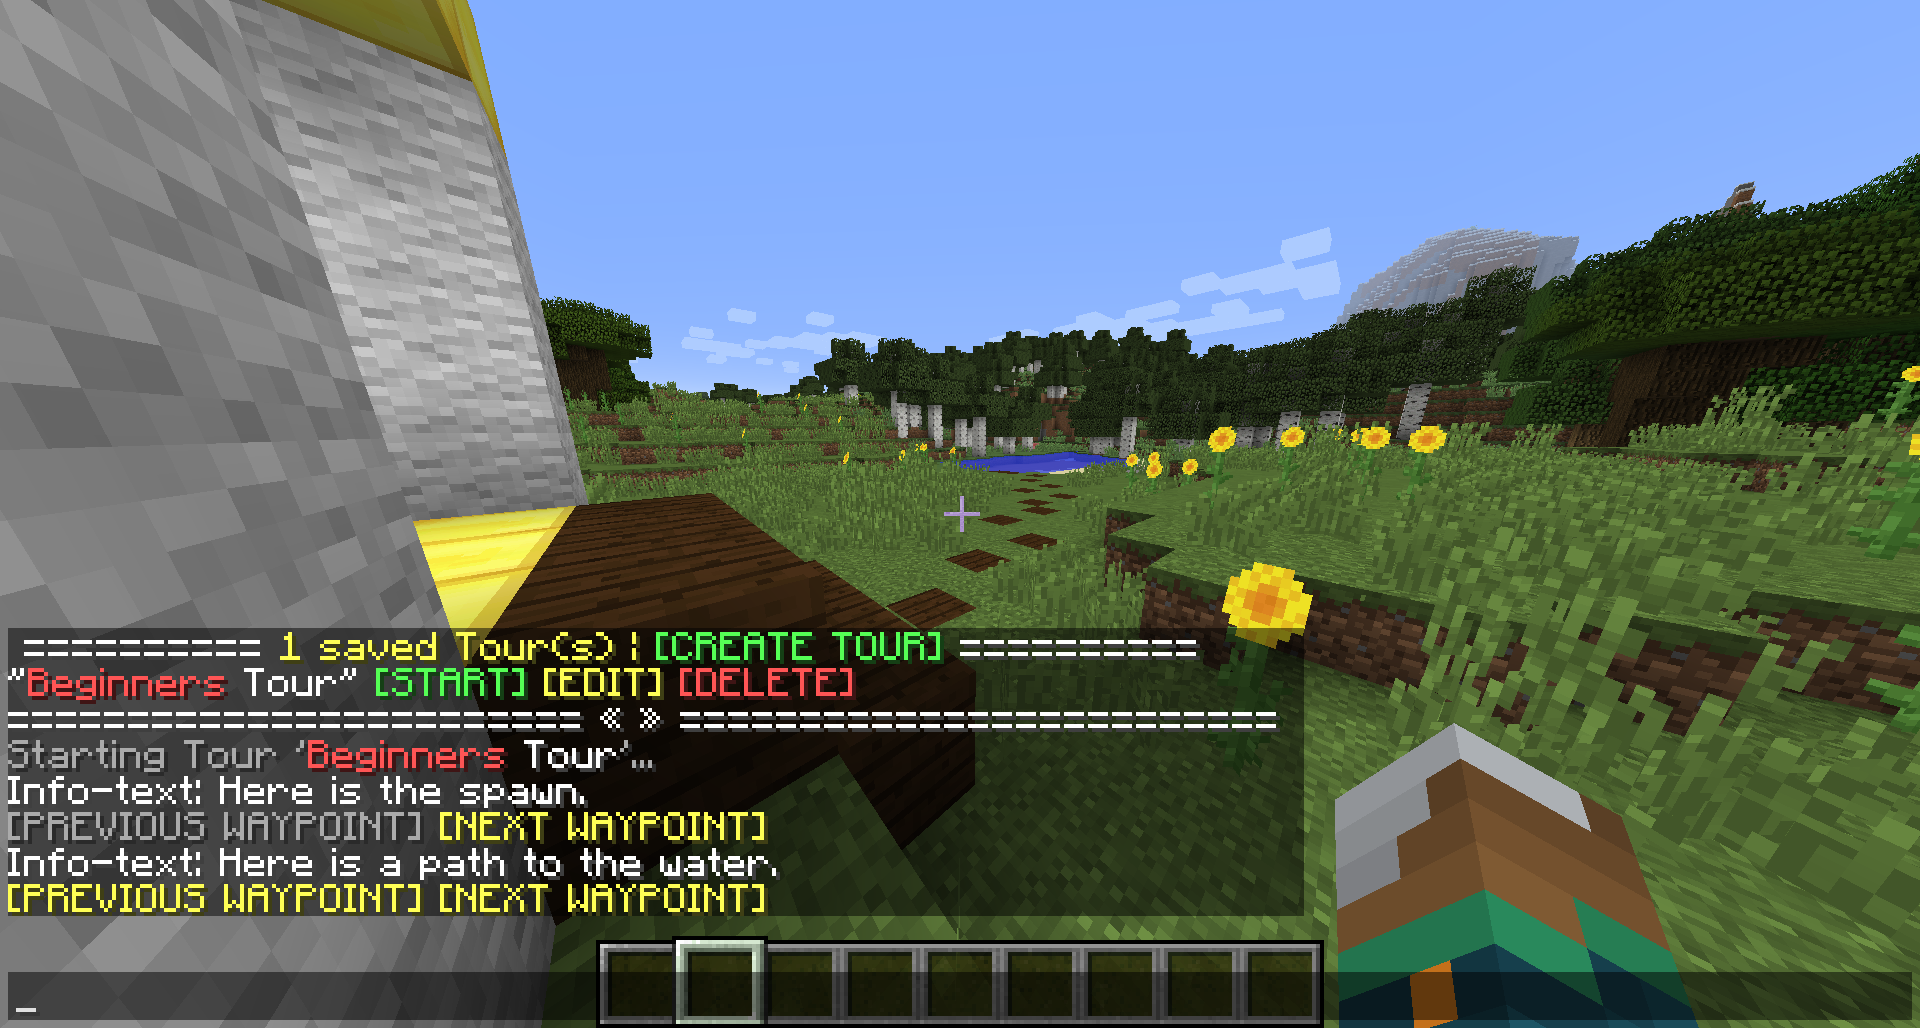 ========== 1 saved Tour(s) ¦ [CREATE TOUR] ==========
"Beginners Tour" [START] [EDIT] [DELETE]
======================== « » =========================
Starting Tour 'Beginners Tour'...
Info-text: Here is the spawn.
[PREVIOUS WAYPOINT] [NEXT WAYPOINT]
Info-text: Here is a path to the water.
[PREVIOUS WAYPOINT] [NEXT WAYPOINT]
_